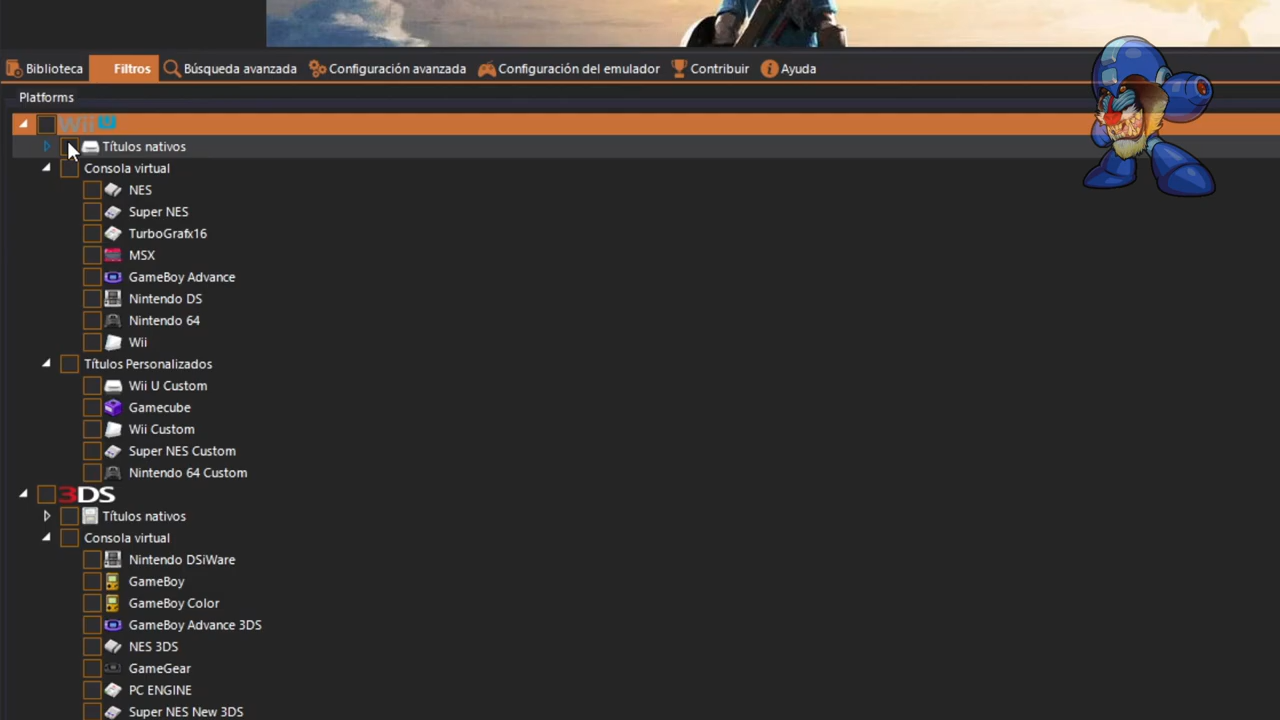 Biblioteca Filtros Búsqueda avanzada Configuración avanzada Configuración del emulador Contribuir Ayuda
Platforms
Wii U
Títulos nativos
Consola virtual
NES
Super NES
TurboGrafx16
MSX
GameBoy Advance
Nintendo DS
Nintendo 64
Wii
Títulos Personalizados
Wii U Custom
Gamecube
Wii Custom
Super NES Custom
Nintendo 64 Custom
3DS
Títulos nativos
Consola virtual
Nintendo DSiWare
GameBoy
GameBoy Color
GameBoy Advance 3DS
NES 3DS
GameGear
PC ENGINE
Super NES New 3DS